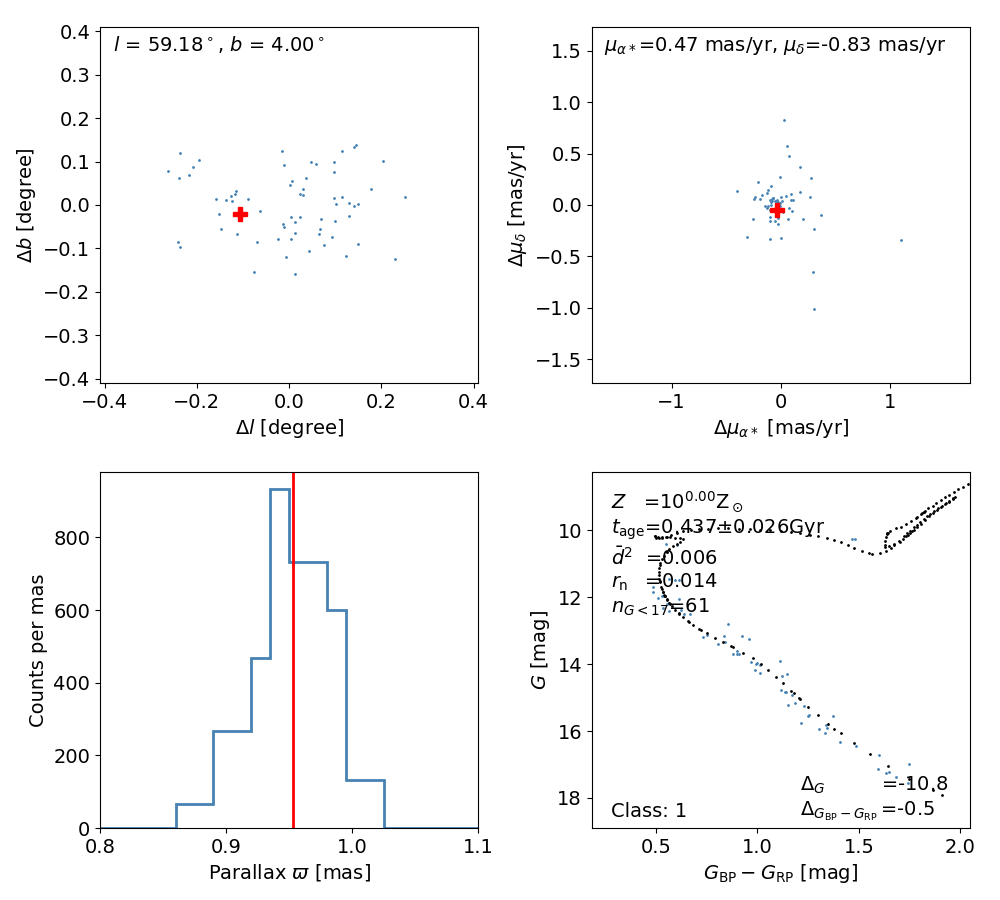 l = 59.18°, b = 4.00°
0.4
0.3
0.2
0.1
0.0
−0.1
−0.2
−0.3
−0.4
Δb [degree]
−0.4 −0.2 0.0 0.2 0.4
Δl [degree]
μα*=0.47 mas/yr, μδ=-0.83 mas/yr
1.5
1.0
0.5
0.0
−0.5
−1.0
−1.5
Δμδ [mas/yr]
−1 0 1
Δμα* [mas/yr]
800
600
400
200
0
Counts per mas
0.8 0.9 1.0 1.1
Parallax ϖ [mas]
Z =10^0.00 Z⊙
t_age=0.437±0.026Gyr
d̄² =0.006
r_n =0.014
n_G<17=61
10
12
14
16
18
G [mag]
Δ_G =-10.8
Δ_GBP−GRP =-0.5
Class: 1
0.5 1.0 1.5 2.0
G_BP − G_RP [mag]